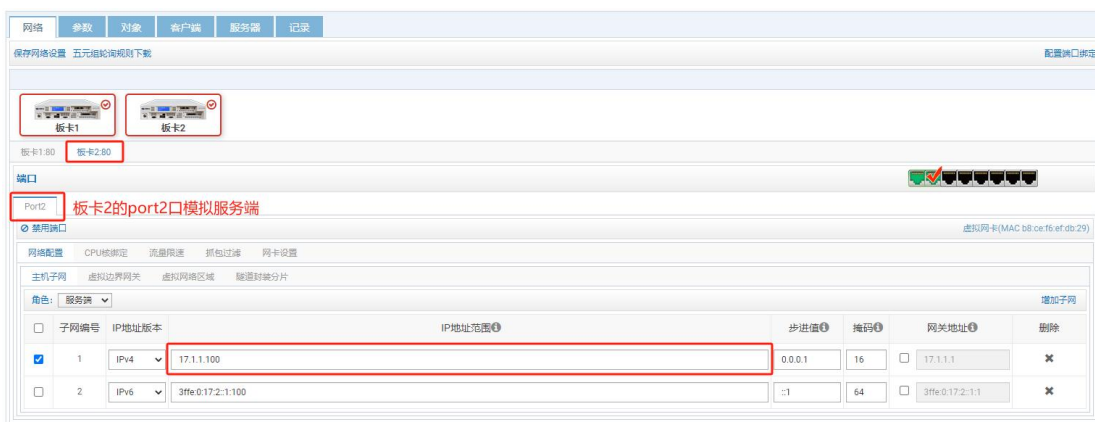 网络 参数 对象 客户端 服务器 记录
保存网络设置 五元组轮询规则下载 配置端口绑定
板卡1 板卡2
板卡1:80 板卡2:80
端口
Port2 板卡2的port2口模拟服务端
禁用端口 虚拟网卡(MAC b8:ce:f6:ef:db:29)
网络配置 CPU核绑定 流量限速 抓包过滤 网卡设置
主机子网 虚拟边界网关 虚拟网络区域 隧道封装分片
角色: 服务端 增加子网
子网编号 IP地址版本 IP地址范围 步进值 掩码 网关地址 删除
1 IPv4 17.1.1.100 0.0.0.1 16 17.1.1.1
2 IPv6 3ffe:0:17:2::1:100 ::1 64 3ffe:0:17:2::1:1